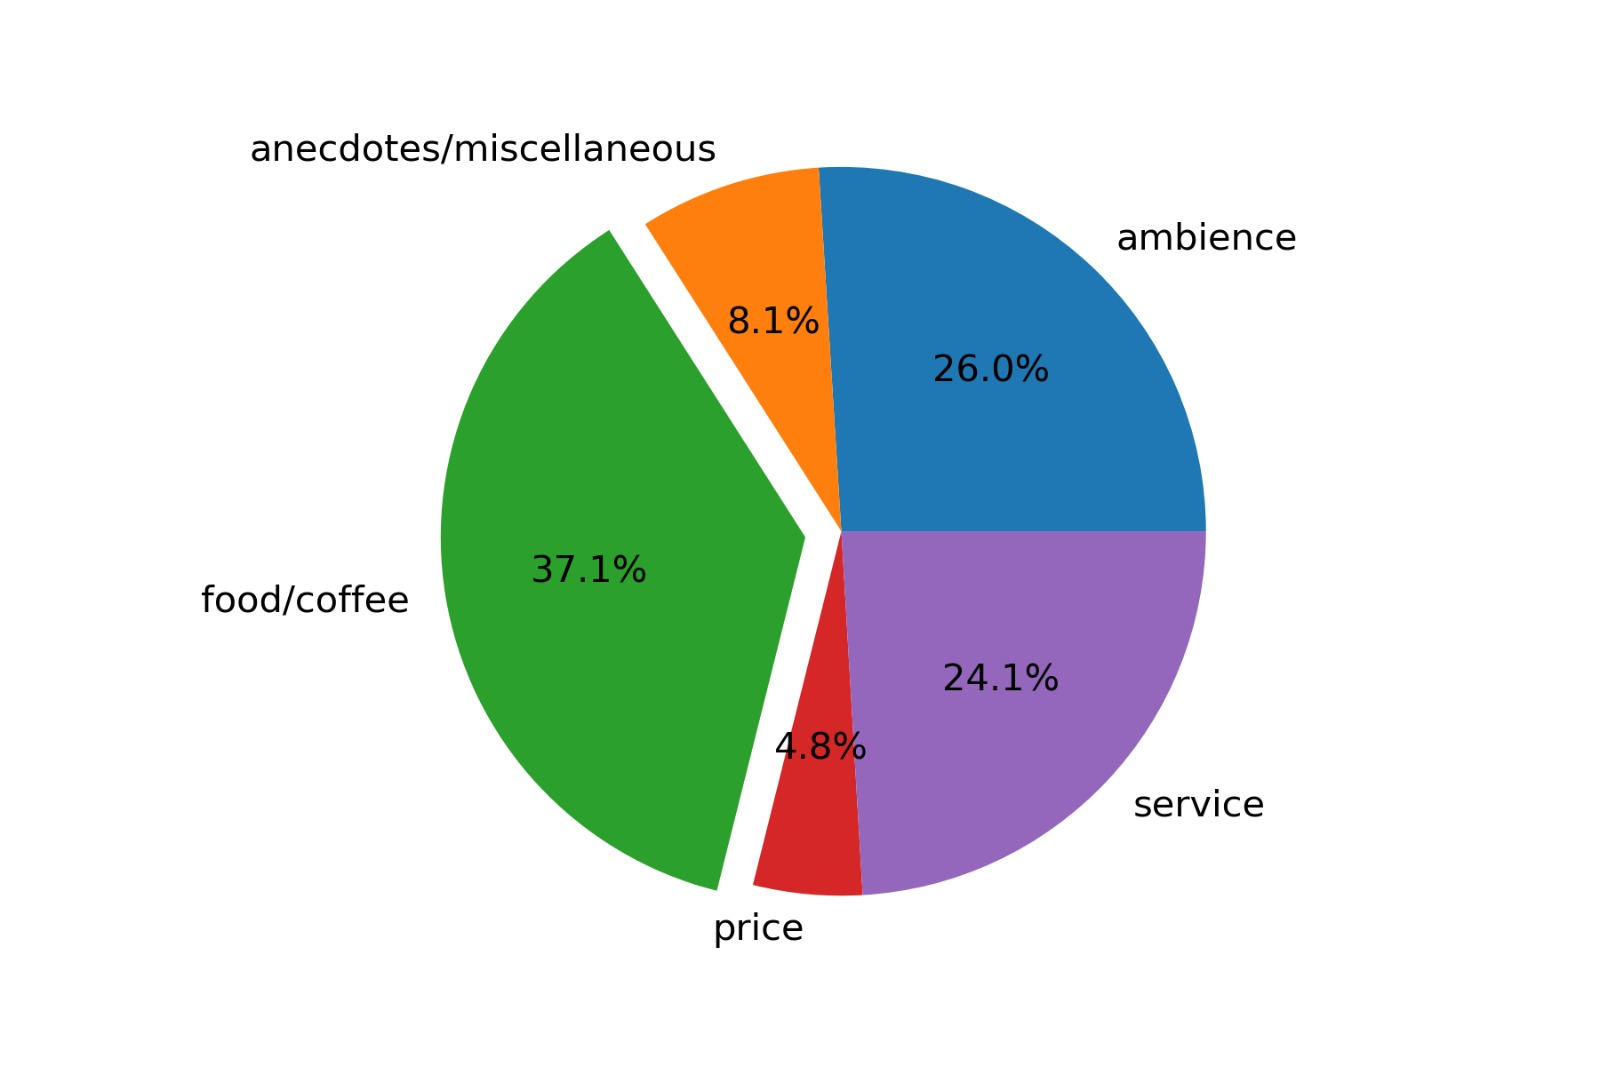 anecdotes/miscellaneous
ambience
8.1%
26.0%
37.1%
food/coffee
24.1%
4.8%
service
price